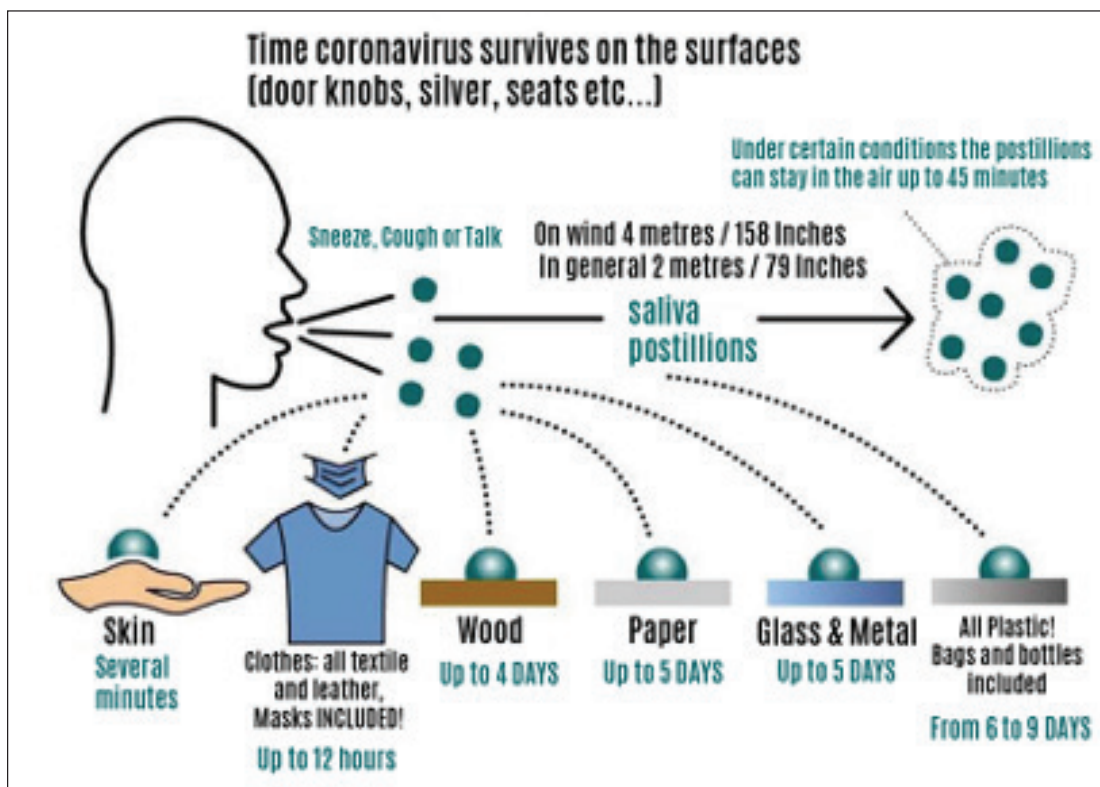 Time coronavirus survives on the surfaces
(door knobs, silver, seats etc...)
Under certain conditions the postillions
can stay in the air up to 45 minutes
Sneeze, Cough or Talk
On wind 4 metres / 158 Inches
In general 2 metres / 79 Inches
saliva
postillions
Skin
Several
minutes
Clothes: all textile
and leather,
Masks INCLUDED!
Up to 12 hours
Wood
Up to 4 DAYS
Paper
Up to 5 DAYS
Glass & Metal
Up to 5 DAYS
All Plastic!
Bags and bottles
included
From 6 to 9 DAYS